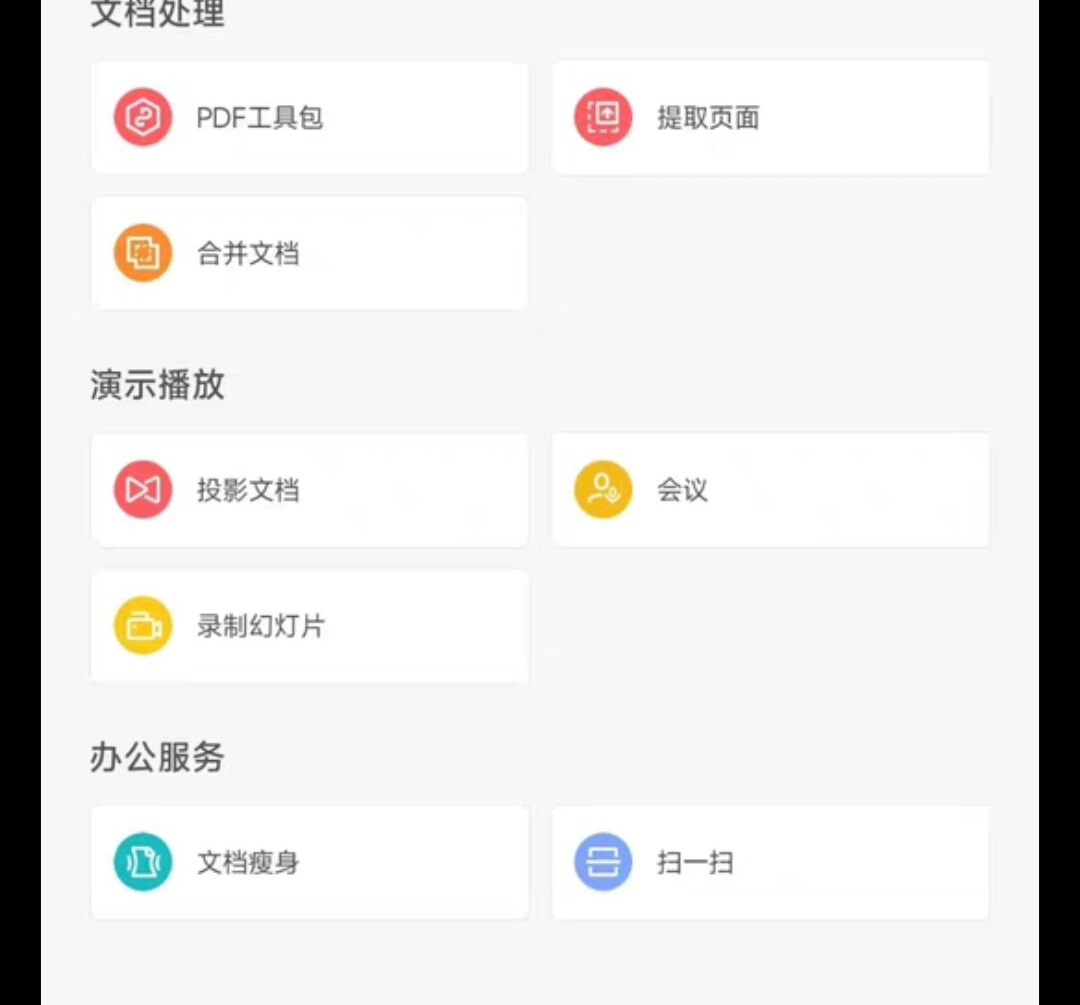 文档处理
PDF工具包
提取页面
合并文档
演示播放
投影文档
会议
录制幻灯片
办公服务
文档瘦身
扫一扫